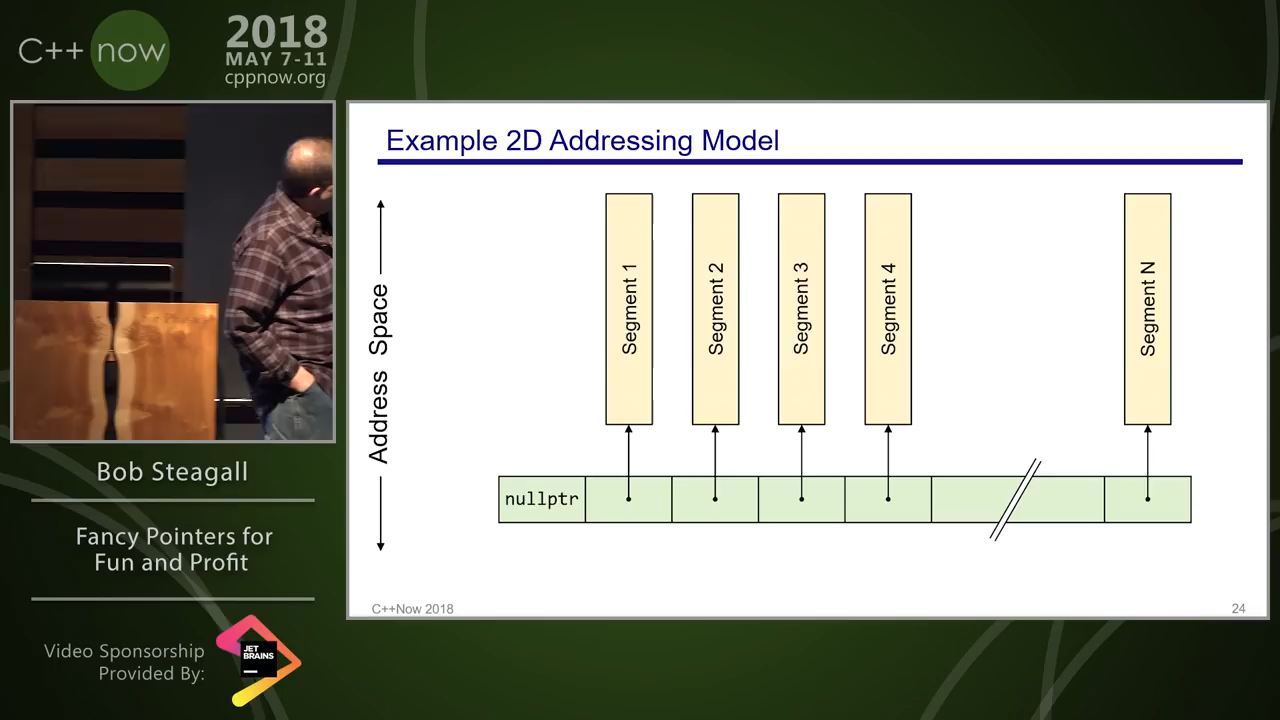 C++ now
2018
MAY 7-11
cppnow.org
Example 2D Addressing Model
Address Space
Segment 1
Segment 2
Segment 3
Segment 4
Segment N
nullptr
C++Now 2018
24
Bob Steagall
Fancy Pointers for
Fun and Profit
Video Sponsorship
Provided By:
JET
BRAINS